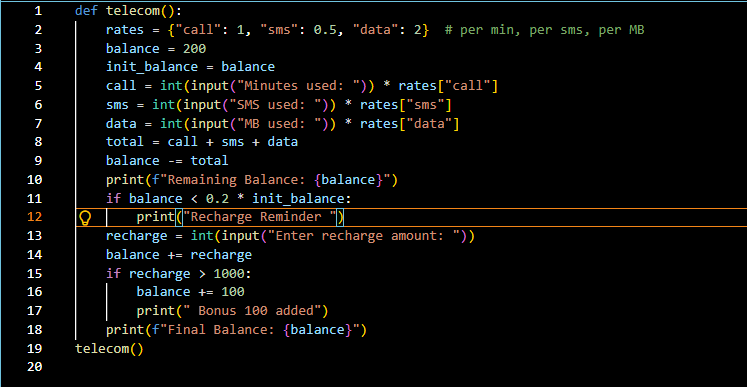 1 def telecom():
2     rates = {"call": 1, "sms": 0.5, "data": 2}  # per min, per sms, per MB
3     balance = 200
4     init_balance = balance
5     call = int(input("Minutes used: ")) * rates["call"]
6     sms = int(input("SMS used: ")) * rates["sms"]
7     data = int(input("MB used: ")) * rates["data"]
8     total = call + sms + data
9     balance -= total
10     print(f"Remaining Balance: {balance}")
11     if balance < 0.2 * init_balance:
12         print("Recharge Reminder ")
13     recharge = int(input("Enter recharge amount: "))
14     balance += recharge
15     if recharge > 1000:
16         balance += 100
17         print(" Bonus 100 added")
18     print(f"Final Balance: {balance}")
19 telecom()
20